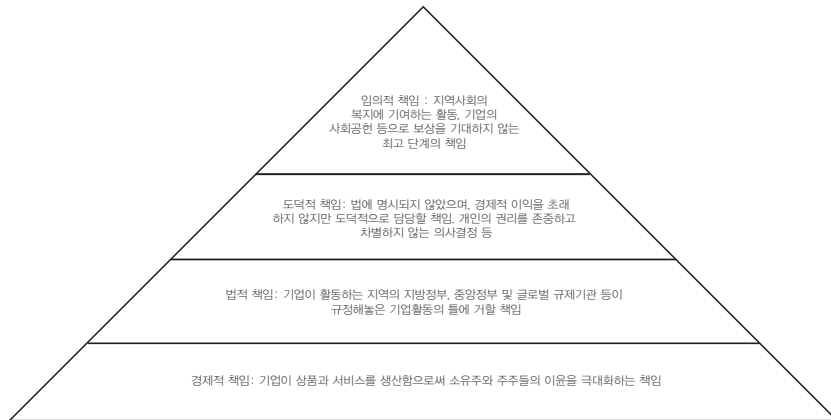 임의적 책임 : 지역사회의
복지에 기여하는 활동, 기업의
사회공헌 등으로 보상을 기대하지 않는
최고 단계의 책임
도덕적 책임: 법에 명시되지 않았으며, 경제적 이익을 초래
하지 않지만 도덕적으로 담당할 책임, 개인의 권리를 존중하고
차별하지 않는 의사결정 등
법적 책임: 기업이 활동하는 지역의 지방정부, 중앙정부 및 글로벌 규제기관 등이
규정해놓은 기업활동의 틀에 거할 책임
경제적 책임: 기업이 상품과 서비스를 생산함으로써 소유주와 주주들의 이윤을 극대화하는 책임